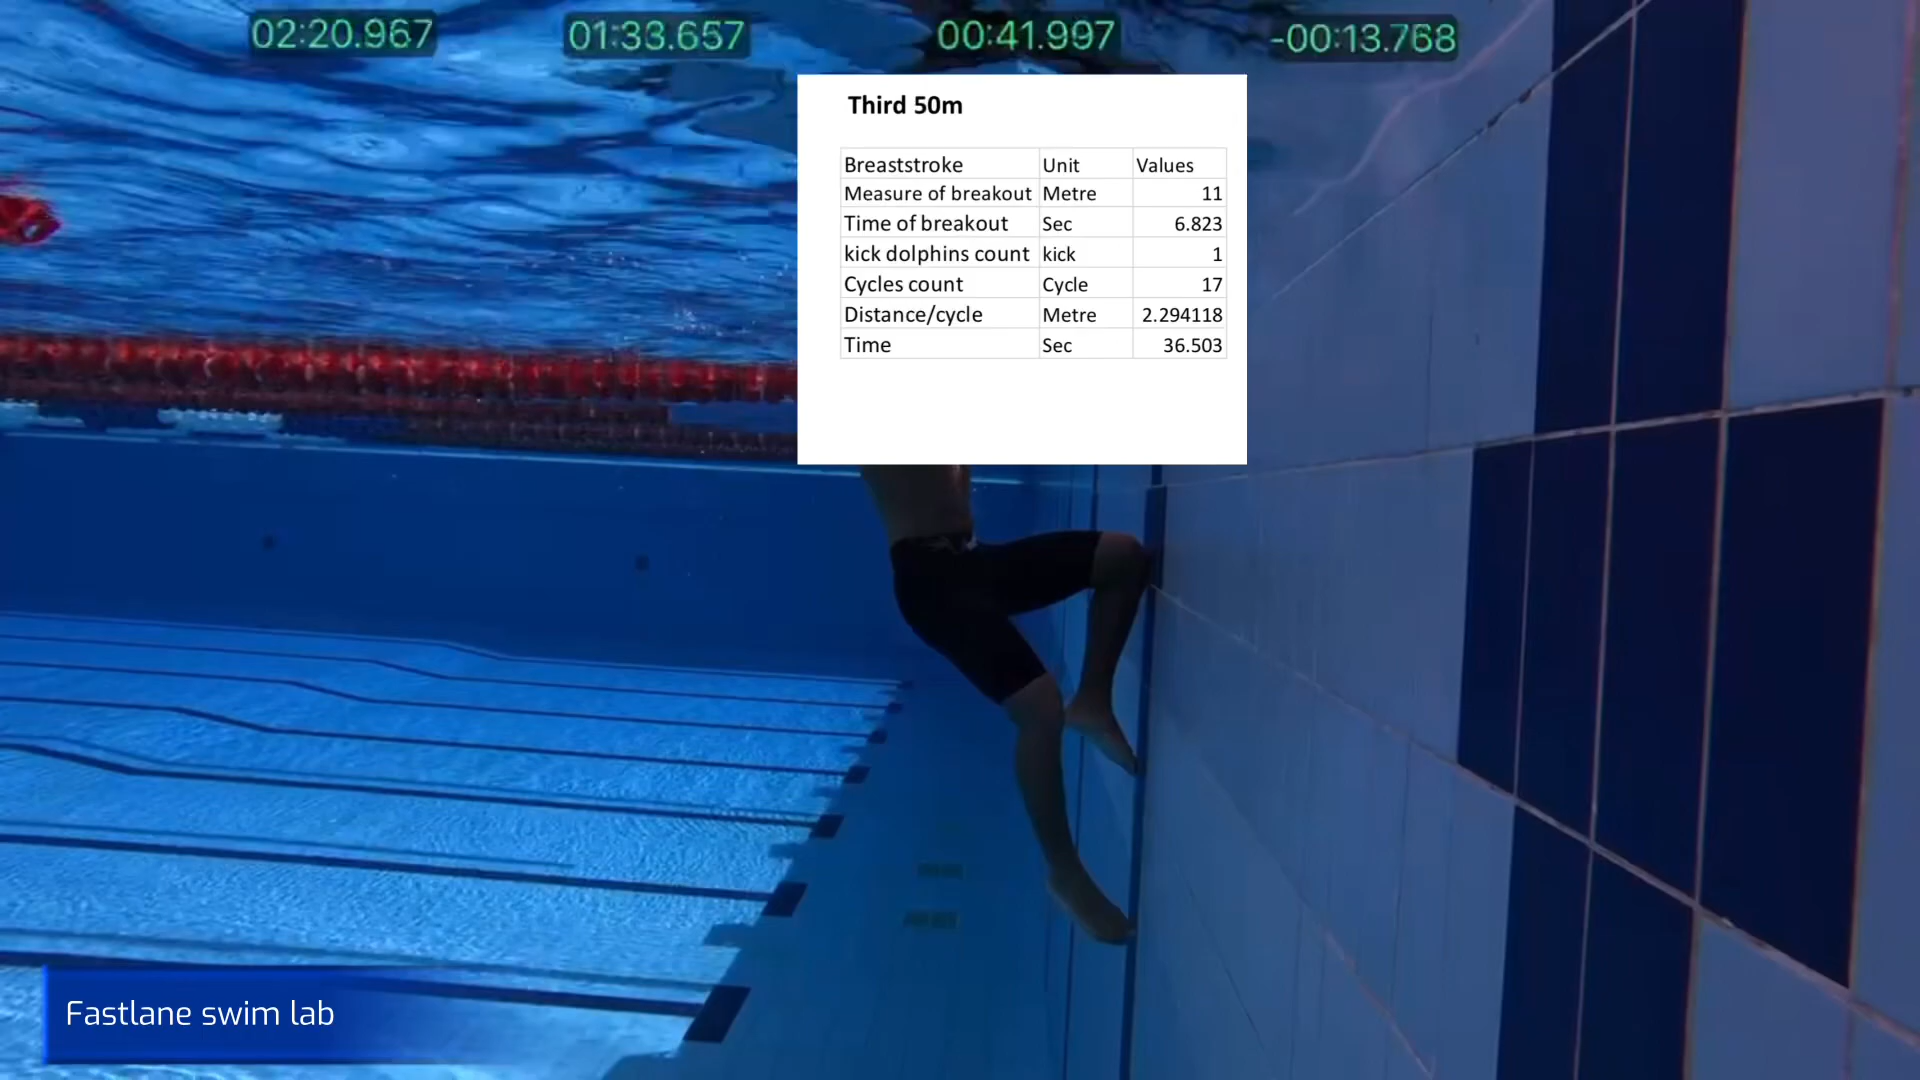 02:20.967 01:33.657 00:41.997 -00:13.768
Third 50m
Breaststroke Unit Values
Measure of breakout Metre 11
Time of breakout Sec 6.823
kick dolphins count kick 1
Cycles count Cycle 17
Distance/cycle Metre 2.294118
Time Sec 36.503
Fastlane swim lab